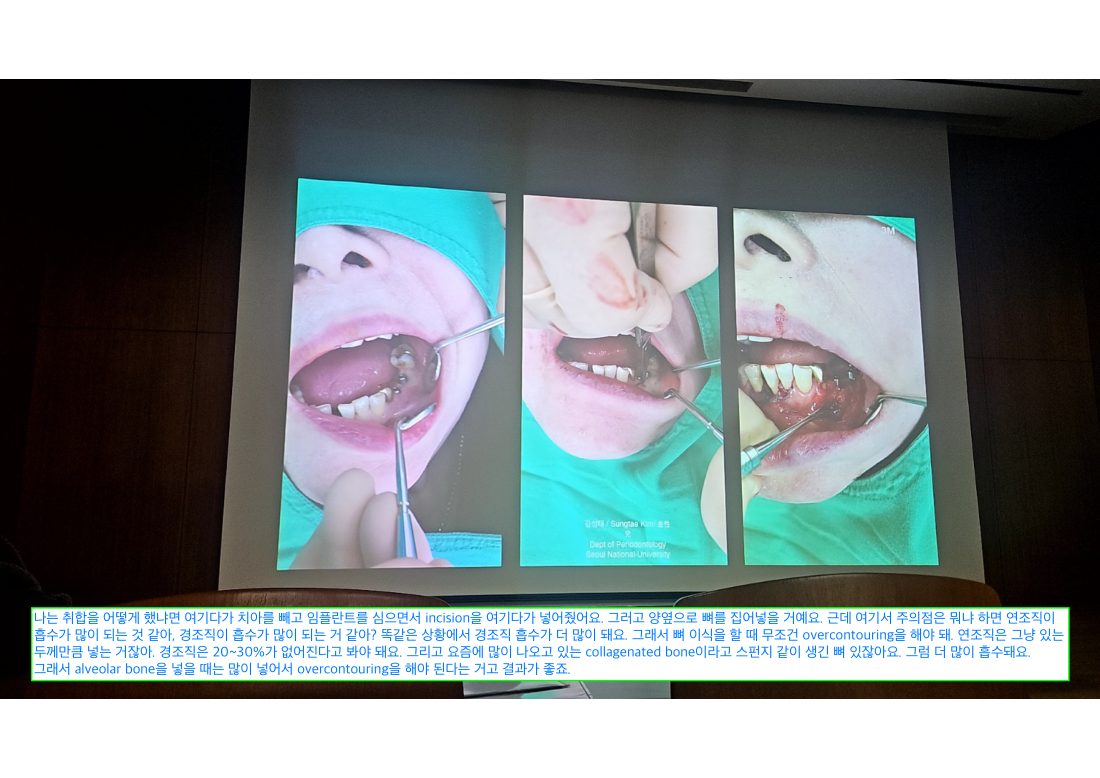 3M
김성태 / Sungtae Kim/
Dept of Periodontology
Seoul National University
나는 취합을 어떻게 했냐면 여기다가 치아를 빼고 임플란트를 심으면서 incision을 여기다가 넣어줬어요. 그러고 양옆으로 뼈를 집어넣을 거예요. 근데 여기서 주의점은 뭐냐 하면 연조직이
흡수가 많이 되는 것 같아, 경조직이 흡수가 많이 되는 거 같아? 똑같은 상황에서 경조직 흡수가 더 많이 돼요. 그래서 뼈 이식을 할 때 무조건 overcontouring을 해야 돼. 연조직은 그냥 있는
두께만큼 넣는 거잖아. 경조직은 20~30%가 없어진다고 봐야 돼요. 그리고 요즘에 많이 나오고 있는 collagenated bone이라고 스펀지 같이 생긴 뼈 있잖아요. 그럼 더 많이 흡수돼요.
그래서 alveolar bone을 넣을 때는 많이 넣어서 overcontouring을 해야 된다는 거고 결과가 좋죠.